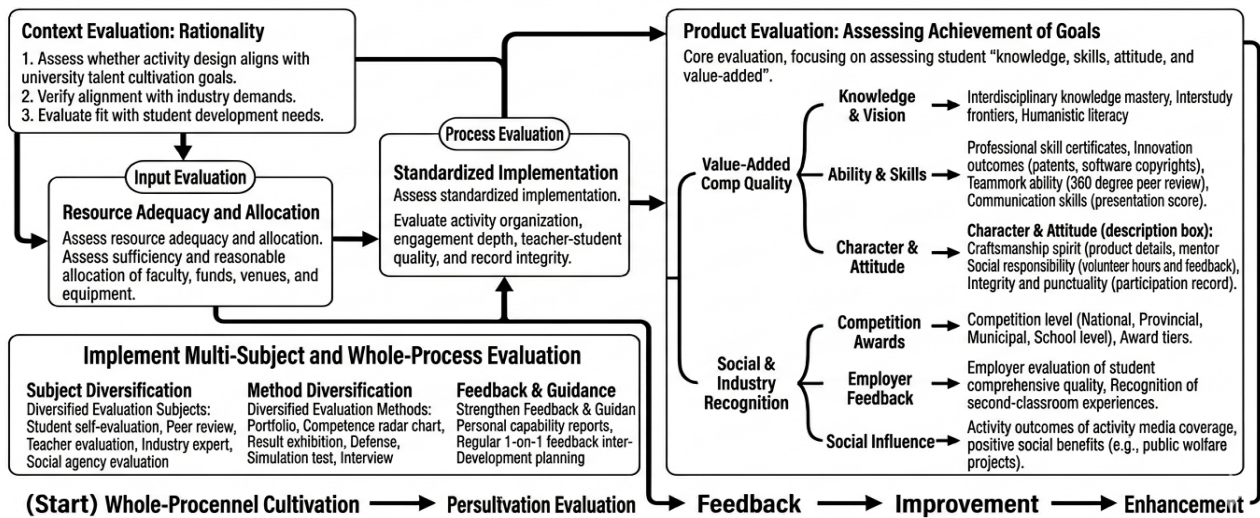 Context Evaluation: Rationality
1. Assess whether activity design aligns with
university talent cultivation goals.
2. Verify alignment with industry demands.
3. Evaluate fit with student development needs.
Input Evaluation
Resource Adequacy and Allocation
Assess resource adequacy and allocation.
Assess sufficiency and reasonable
allocation of faculty, funds, venues, and
equipment.
Process Evaluation
Standardized Implementation
Assess standardized implementation.
Evaluate activity organization,
engagement depth, teacher-student
quality, and record integrity.
Product Evaluation: Assessing Achievement of Goals
Core evaluation, focusing on assessing student “knowledge, skills, attitude, and
value-added”.
Value-Added
Comp Quality
Knowledge
& Vision
Interdisciplinary knowledge mastery, Interstudy
frontiers, Humanistic literacy
Ability & Skills
Professional skill certificates, Innovation
outcomes (patents, software copyrights),
Teammork ability (360 degree peer review),
Communication skills (presentation score).
Character &
Attitude
Character & Attitude (description box):
Craftsmanship spirit (product details, mentor
Social responsibility (volunteer hours and feedback),
Integrity and punctuality (participation record).
Social &
Industry
Recognition
Competition
Awards
Competition level (National, Provincial,
Municipal, School level), Award tiers.
Employer
Feedback
Employer evaluation of student
comprehensive quality, Recognition of
second-classroom experiences.
Social Influence
Activity outcomes of activity media coverage,
positive social benefits (e.g., public welfare
projects).
Implement Multi-Subject and Whole-Process Evaluation
Subject Diversification
Diversified Evaluation Subjects:
Student self-evaluation, Peer review,
Teacher evaluation, Industry expert,
Social agency evaluation
Method Diversification
Diversified Evaluation Methods:
Portfolio, Competence radar chart,
Result exhibition, Defense,
Simulation test, Interview
Feedback & Guidance
Strengthen Feedback & Guidan
Personal capability reports,
Regular 1-on-1 feedback inter-
Development planning
(Start) Whole-Procennel Cultivation
Persultvation Evaluation
Feedback
Improvement
Enhancement